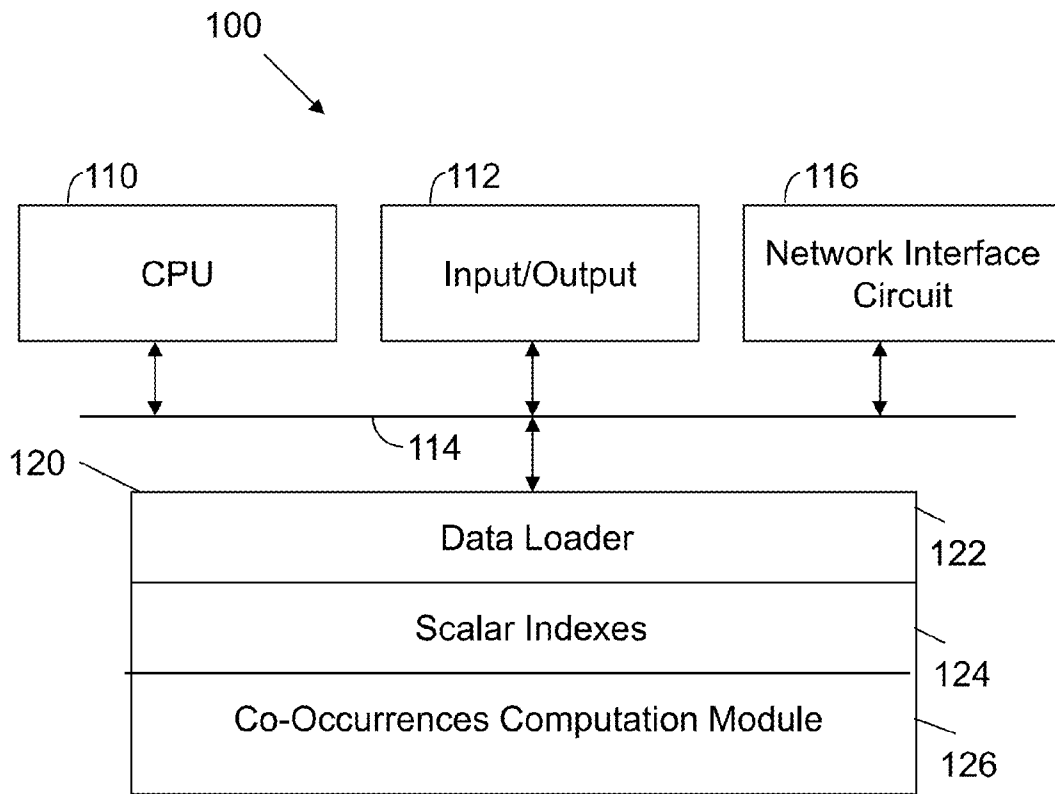 100
110
112
116
CPU
Input/Output
Network Interface
Circuit
114
120
Data Loader
122
Scalar Indexes
124
Co-Occurrences Computation Module
126